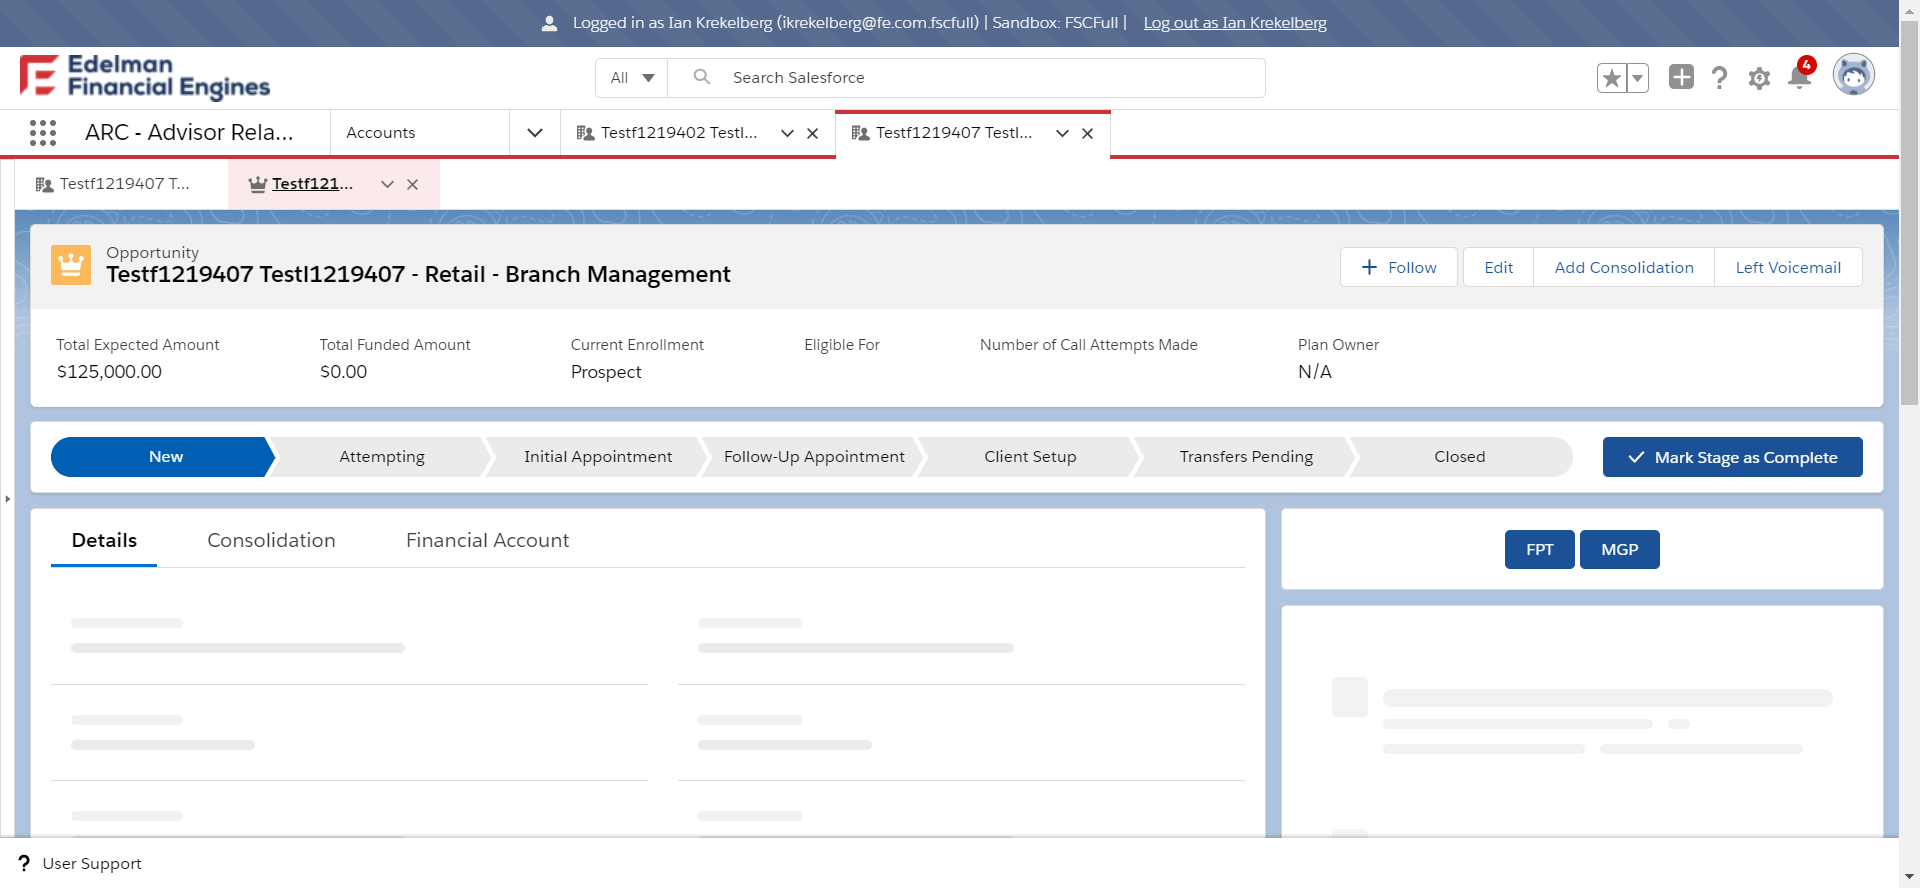 Logged in as Ian Krekelberg (ikrekelberg@fe.com.fscfull) | Sandbox: FSCFull | Log out as Ian Krekelberg
Edelman
Financial Engines
All
Search Salesforce
4
ARC - Advisor Rela...
Accounts
Testf1219402 Testl...
Testf1219407 Testl...
Testf1219407 T...
Testf121...
Opportunity
Testf1219407 Testl1219407 - Retail - Branch Management
Follow
Edit
Add Consolidation
Left Voicemail
Total Expected Amount
$125,000.00
Total Funded Amount
$0.00
Current Enrollment
Prospect
Eligible For
Number of Call Attempts Made
Plan Owner
N/A
New
Attempting
Initial Appointment
Follow-Up Appointment
Client Setup
Transfers Pending
Closed
Mark Stage as Complete
Details
Consolidation
Financial Account
FPT
MGP
? User Support